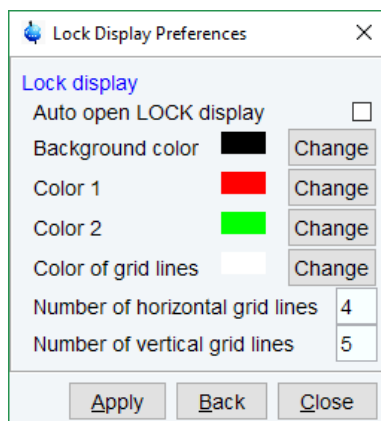 Lock Display Preferences
Lock display
Auto open LOCK display
Background color Change
Color 1 Change
Color 2 Change
Color of grid lines Change
Number of horizontal grid lines 4
Number of vertical grid lines 5
Apply Back Close